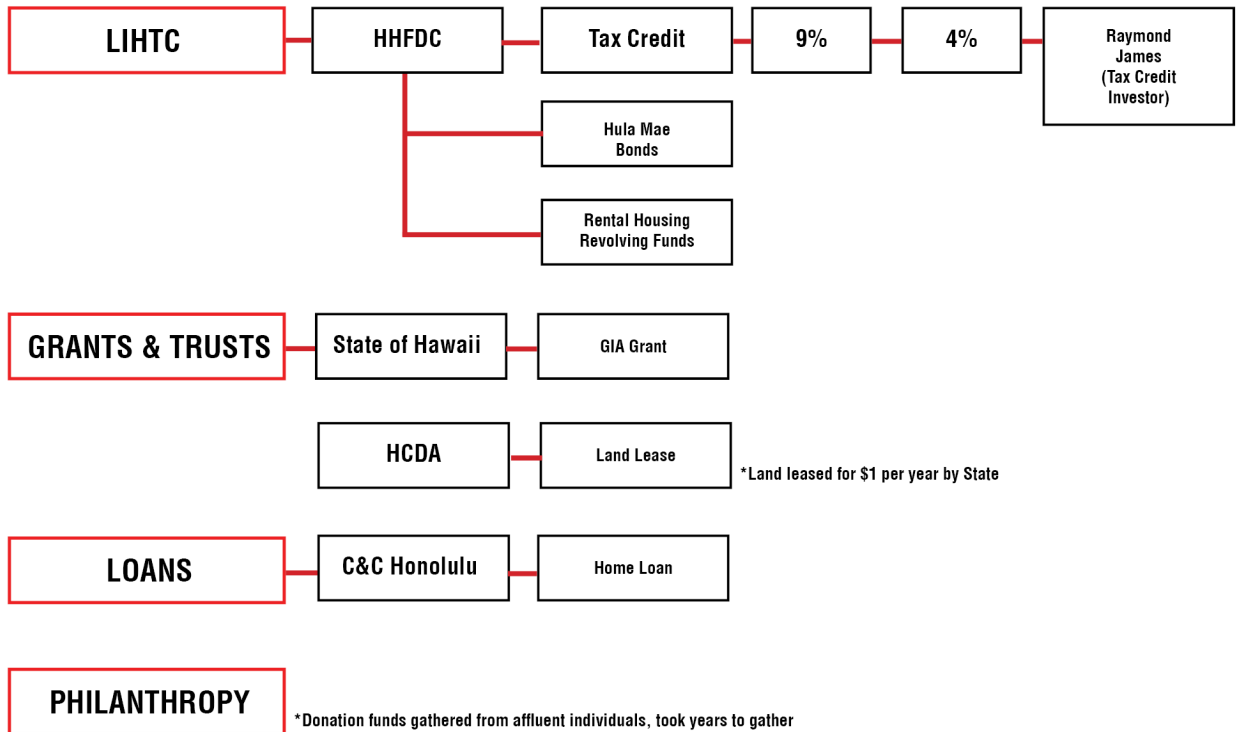 LIHTC
HHFDC
Tax Credit
9%
4%
Raymond
James
(Tax Credit
Investor)
Hula Mae
Bonds
Rental Housing
Revolving Funds
GRANTS & TRUSTS
State of Hawaii
GIA Grant
HCDA
Land Lease
*Land leased for $1 per year by State
LOANS
C&C Honolulu
Home Loan
PHILANTHROPY
*Donation funds gathered from affluent individuals, took years to gather